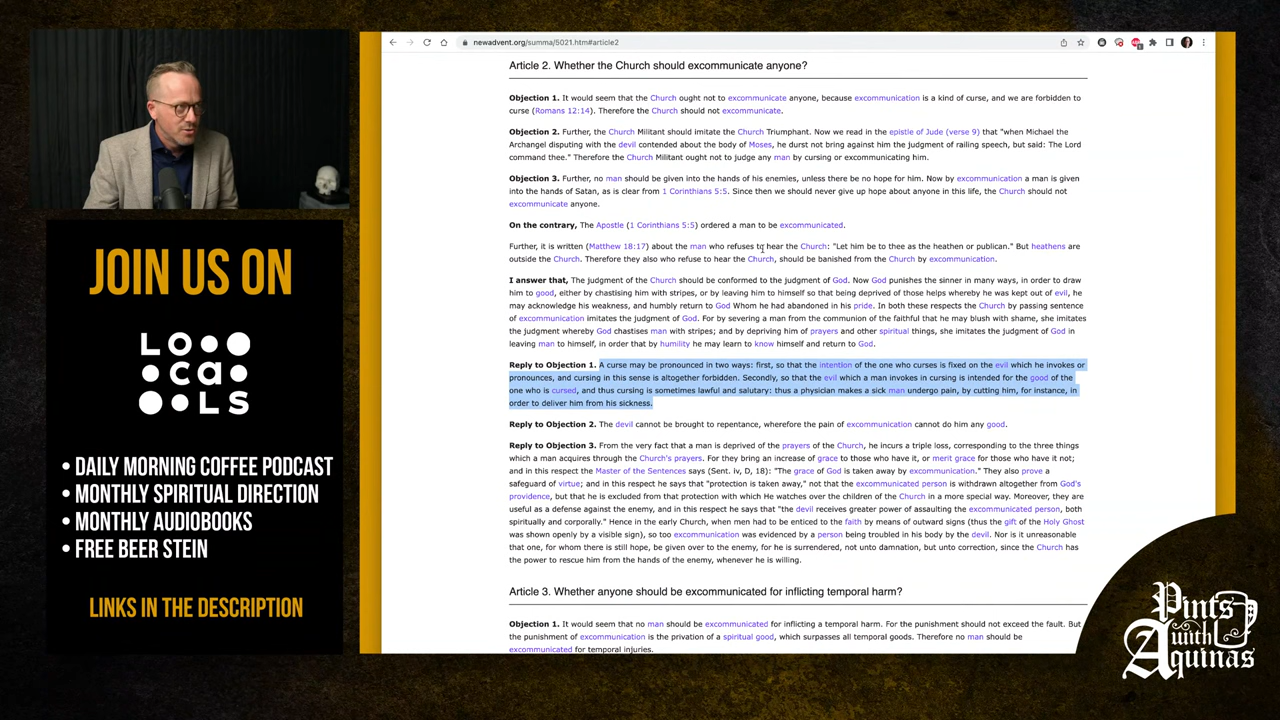 JOIN US ON
LO
ca
LS
• DAILY MORNING COFFEE PODCAST
• MONTHLY SPIRITUAL DIRECTION
• MONTHLY AUDIOBOOKS
• FREE BEER STEIN
LINKS IN THE DESCRIPTION
newadvent.org/summa/5021.htm#article2
Article 2. Whether the Church should excommunicate anyone?
Objection 1. It would seem that the Church ought not to excommunicate anyone, because excommunication is a kind of curse, and we are forbidden to
curse (Romans 12:14). Therefore the Church should not excommunicate.
Objection 2. Further, the Church Militant should imitate the Church Triumphant. Now we read in the epistle of Jude (verse 9) that "when Michael the
Archangel disputing with the devil contended about the body of Moses, he durst not bring against him the judgment of railing speech, but said: The Lord
command thee." Therefore the Church Militant ought not to judge any man by cursing or excommunicating him.
Objection 3. Further, no man should be given into the hands of his enemies, unless there be no hope for him. Now by excommunication a man is given
into the hands of Satan, as is clear from 1 Corinthians 5:5. Since then we should never give up hope about anyone in this life, the Church should not
excommunicate anyone.
On the contrary, The Apostle (1 Corinthians 5:5) ordered a man to be excommunicated.
Further, it is written (Matthew 18:17) about the man who refuses to hear the Church: "Let him be to thee as the heathen or publican." But heathens are
outside the Church. Therefore they also who refuse to hear the Church, should be banished from the Church by excommunication.
I answer that, The judgment of the Church should be conformed to the judgment of God. Now God punishes the sinner in many ways, in order to draw
him to good, either by chastising him with stripes, or by leaving him to himself so that being deprived of those helps whereby he was kept out of evil, he
may acknowledge his weakness, and humbly return to God Whom he had abandoned in his pride. In both these respects the Church by passing sentence
of excommunication imitates the judgment of God. For by severing a man from the communion of the faithful that he may blush with shame, she imitates
the judgment whereby God chastises man with stripes; and by depriving him of prayers and other spiritual things, she imitates the judgment of God in
leaving man to himself, in order that by humility he may learn to know himself and return to God.
Reply to Objection 1. A curse may be pronounced in two ways: first, so that the intention of the one who curses is fixed on the evil which he invokes or
pronounces, and cursing in this sense is altogether forbidden. Secondly, so that the evil which a man invokes in cursing is intended for the good of the
one who is cursed, and thus cursing is sometimes lawful and salutary: thus a physician makes a sick man undergo pain, by cutting him, for instance, in
order to deliver him from his sickness.
Reply to Objection 2. The devil cannot be brought to repentance, wherefore the pain of excommunication cannot do him any good.
Reply to Objection 3. From the very fact that a man is deprived of the prayers of the Church, he incurs a triple loss, corresponding to the three things
which a man acquires through the Church's prayers. For they bring an increase of grace to those who have it, or merit grace for those who have it not;
and in this respect the Master of the Sentences says (Sent. iv, D, 18): "The grace of God is taken away by excommunication." They also prove a
safeguard of virtue; and in this respect he says that "protection is taken away," not that the excommunicated person is withdrawn altogether from God's
providence, but that he is excluded from that protection with which He watches over the children of the Church in a more special way. Moreover, they are
useful as a defense against the enemy, and in this respect he says that "the devil receives greater power of assaulting the excommunicated person, both
spiritually and corporally." Hence in the early Church, when men had to be enticed to the faith by means of outward signs (thus the gift of the Holy Ghost
was shown openly by a visible sign), so too excommunication was evidenced by a person being troubled in his body by the devil. Nor is it unreasonable
that one, for whom there is still hope, be given over to the enemy, for he is surrendered, not unto damnation, but unto correction, since the Church has
the power to rescue him from the hands of the enemy, whenever he is willing.
Article 3. Whether anyone should be excommunicated for inflicting temporal harm?
Objection 1. It would seem that no man should be excommunicated for inflicting a temporal harm. For the punishment should not exceed the fault. But
the punishment of excommunication is the privation of a spiritual good, which surpasses all temporal goods. Therefore no man should be
excommunicated for temporal injuries.
Pints
with
Aquinas